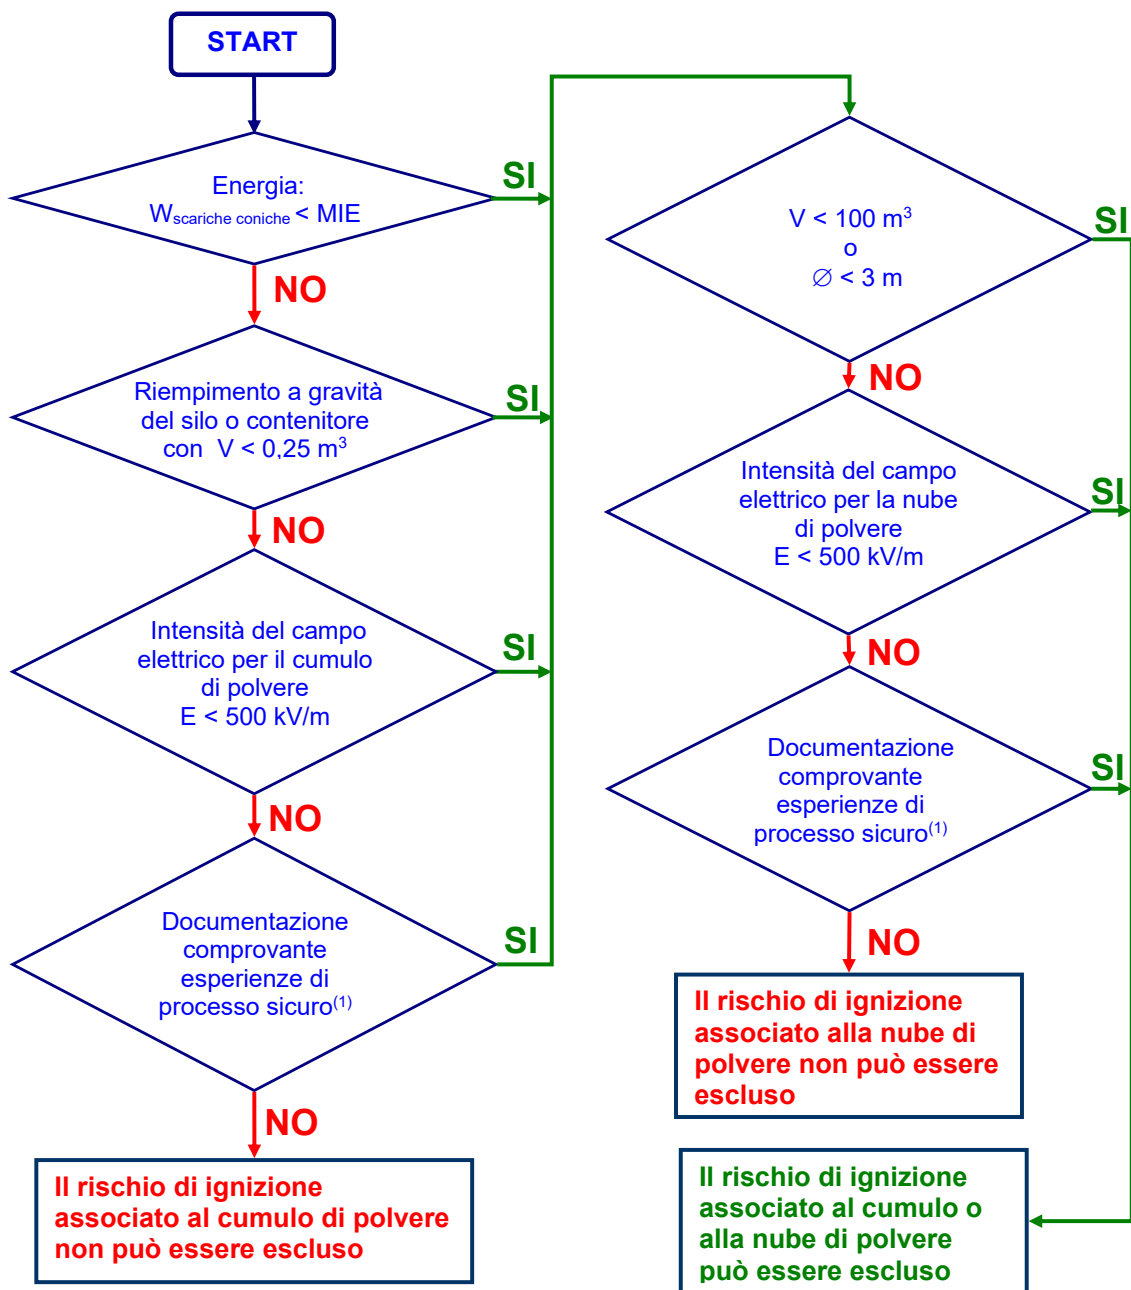 START
Energia:
Wscariche coniche < MIE
SI
NO
Riempimento a gravità
del silo o contenitore
con V < 0,25 m³
SI
NO
Intensità del campo
elettrico per il cumulo
di polvere
E < 500 kV/m
SI
NO
Documentazione
comprovante
esperienze di
processo sicuro(1)
SI
NO
Il rischio di ignizione
associato al cumulo di polvere
non può essere escluso
V < 100 m³
o
∅ < 3 m
SI
NO
Intensità del campo
elettrico per la nube
di polvere
E < 500 kV/m
SI
NO
Documentazione
comprovante
esperienze di
processo sicuro(1)
SI
NO
Il rischio di ignizione
associato alla nube di
polvere non può essere
escluso
Il rischio di ignizione
associato al cumulo o
alla nube di polvere
può essere escluso